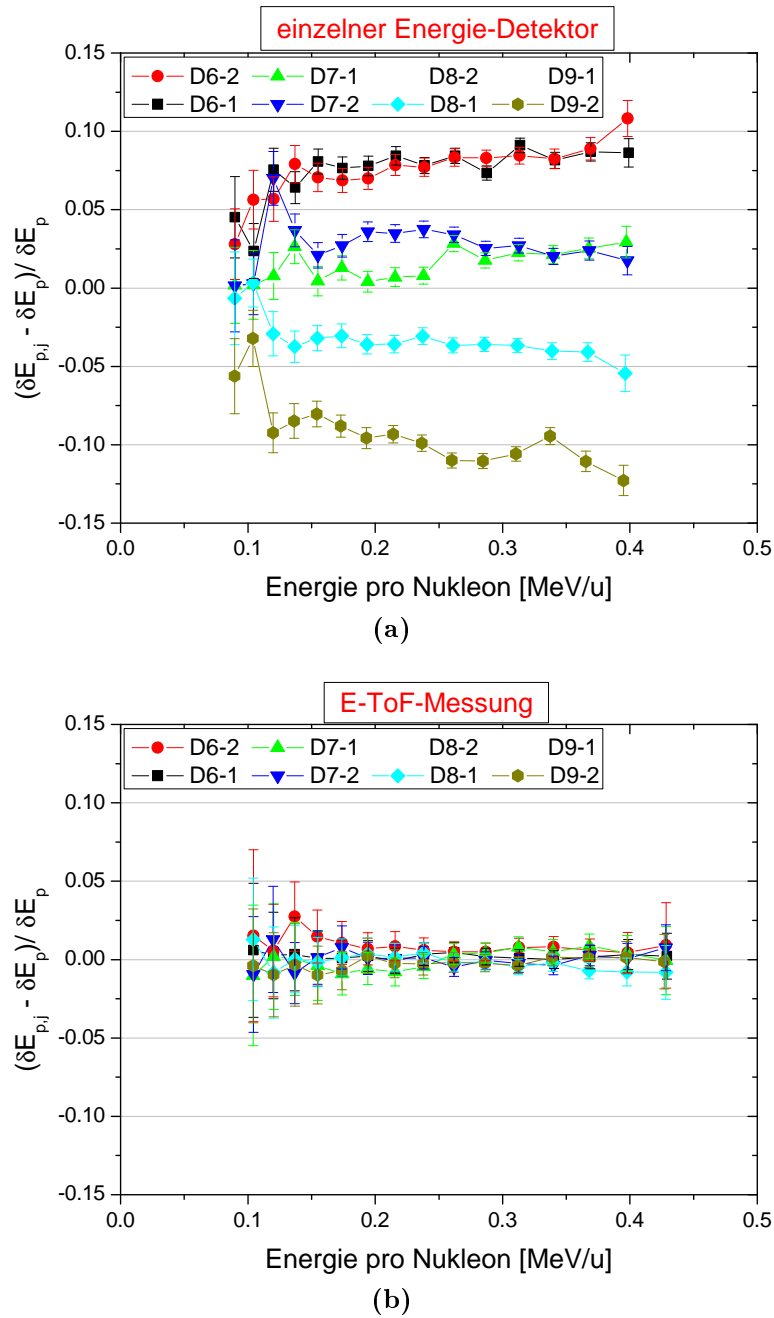 einzelner Energie-Detektor
D6-2 D7-1 D8-2 D9-1
D6-1 D7-2 D8-1 D9-2
0.15
0.10
0.05
0.00
-0.05
-0.10
-0.15
(δE_{p,j} - δE_p)/ δE_p
0.0 0.1 0.2 0.3 0.4 0.5
Energie pro Nukleon [MeV/u]
(a)
E-ToF-Messung
D6-2 D7-1 D8-2 D9-1
D6-1 D7-2 D8-1 D9-2
0.15
0.10
0.05
0.00
-0.05
-0.10
-0.15
(δE_{p,j} - δE_p)/ δE_p
0.0 0.1 0.2 0.3 0.4 0.5
Energie pro Nukleon [MeV/u]
(b)